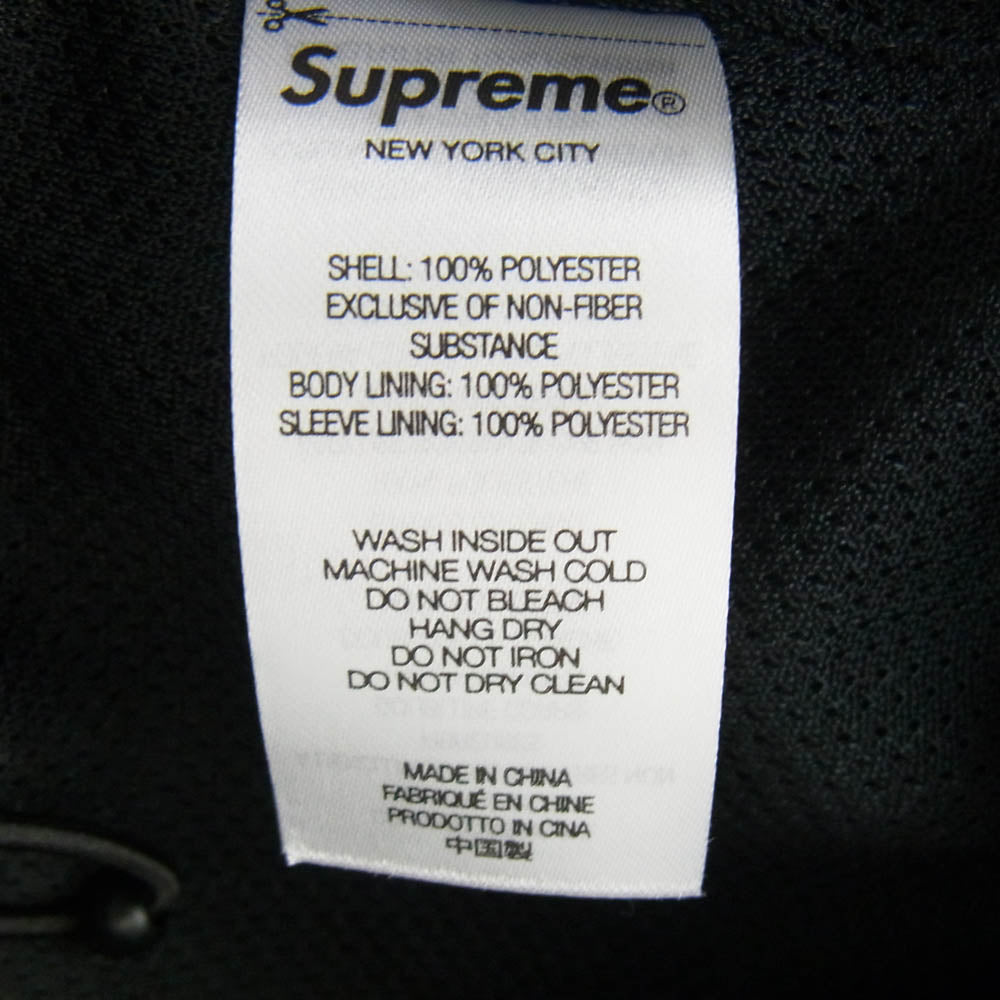 Supreme®
NEW YORK CITY
SHELL: 100% POLYESTER
EXCLUSIVE OF NON-FIBER
SUBSTANCE
BODY LINING: 100% POLYESTER
SLEEVE LINING: 100% POLYESTER
WASH INSIDE OUT
MACHINE WASH COLD
DO NOT BLEACH
HANG DRY
DO NOT IRON
DO NOT DRY CLEAN
MADE IN CHINA
FABRIQUÉ EN CHINE
PRODOTTO IN CINA
中国製